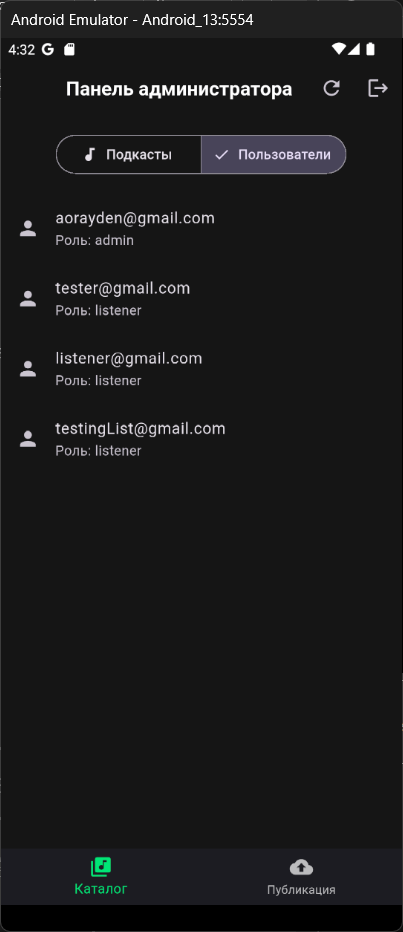 Android Emulator - Android_13:5554
4:32 G
Панель администратора
Подкасты Пользователи
aorayden@gmail.com
Роль: admin
tester@gmail.com
Роль: listener
listener@gmail.com
Роль: listener
testingList@gmail.com
Роль: listener
Каталог Публикация